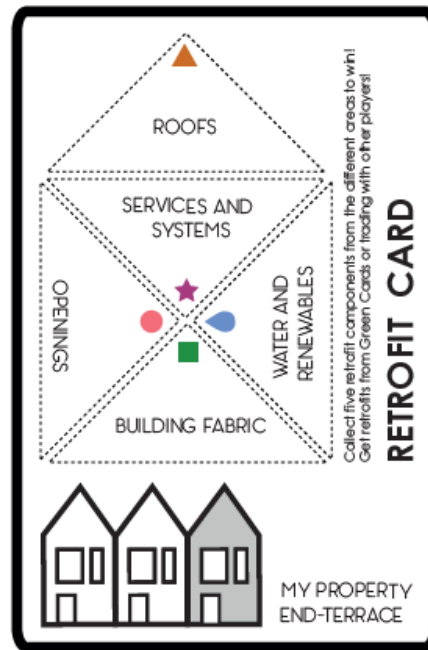 ROOFS
SERVICES AND
SYSTEMS
OPENINGS
WATER AND
RENEWABLES
BUILDING FABRIC
Collect five retrofit components from the different areas to win!
Get retrofits from Green Cards or trading with other players!
RETROFIT CARD
MY PROPERTY
END-TERRACE